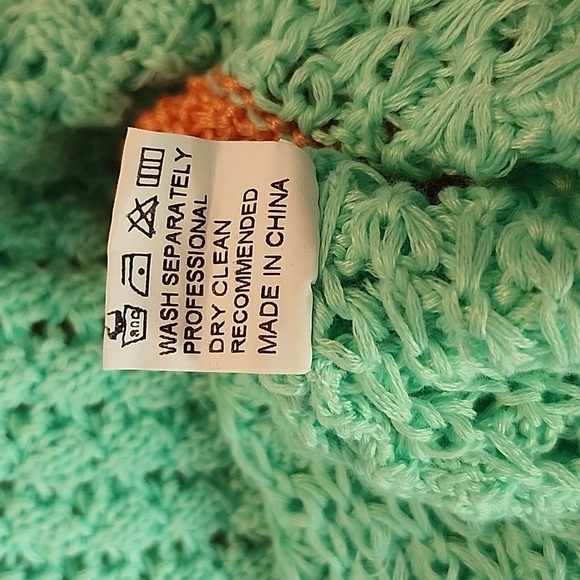 WASH SEPARATELY
PROFESSIONAL
DRY CLEAN
RECOMMENDED
MADE IN CHINA